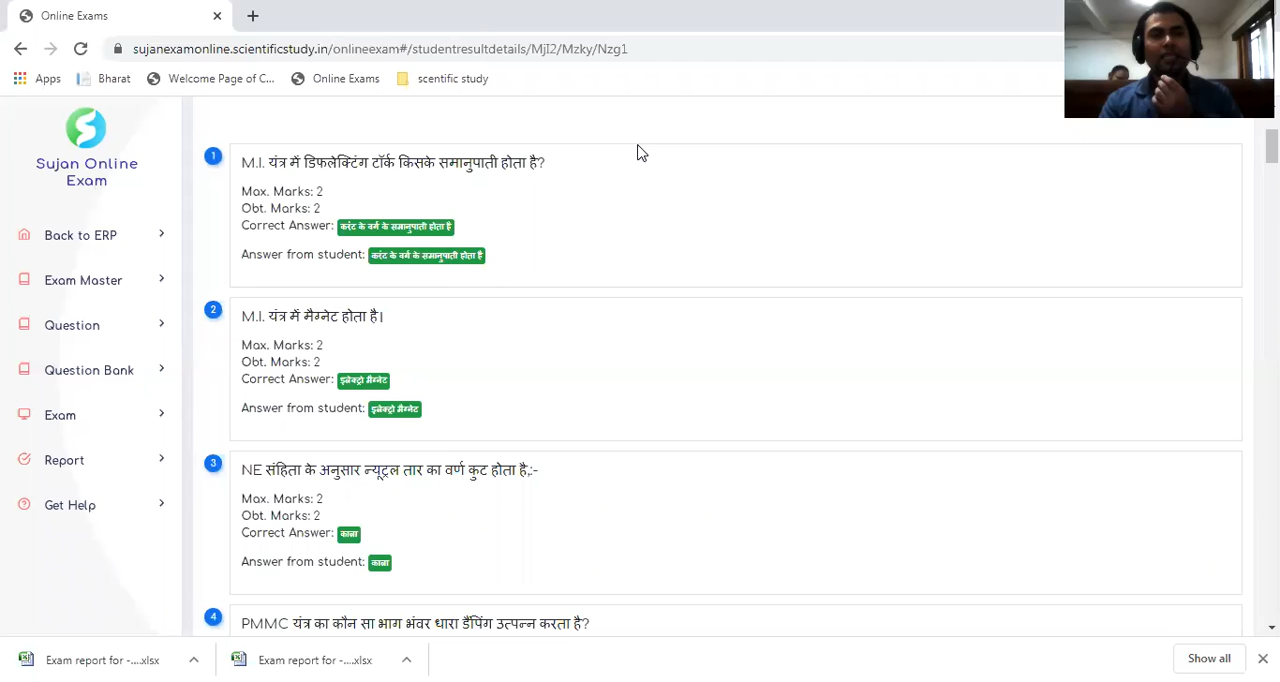 Online Exams
sujanexamonline.scientificstudy.in/onlineexam#/studentresultdetails/MjI2/Mzky/Nzg1
Apps Bharat Welcome Page of C... Online Exams scientific study
Sujan Online
Exam
Back to ERP
Exam Master
Question
Question Bank
Exam
Report
Get Help
1
M.I. यंत्र में डिफलेक्टिंग टॉर्क किसके समानुपाती होता है?
Max. Marks: 2
Obt. Marks: 2
Correct Answer: करंट के वर्ग के समानुपाती होता है
Answer from student: करंट के वर्ग के समानुपाती होता है
2
M.I. यंत्र में मैग्नेट होता है।
Max. Marks: 2
Obt. Marks: 2
Correct Answer: इलेक्ट्रो मैग्नेट
Answer from student: इलेक्ट्रो मैग्नेट
3
NE संहिता के अनुसार न्यूट्रल तार का वर्ण कुट होता है,:-
Max. Marks: 2
Obt. Marks: 2
Correct Answer: काला
Answer from student: काला
4
PMMC यंत्र का कौन सा भाग भंवर धारा डैंपिंग उत्पन्न करता है?
Exam report for -....xlsx Exam report for -....xlsx Show all